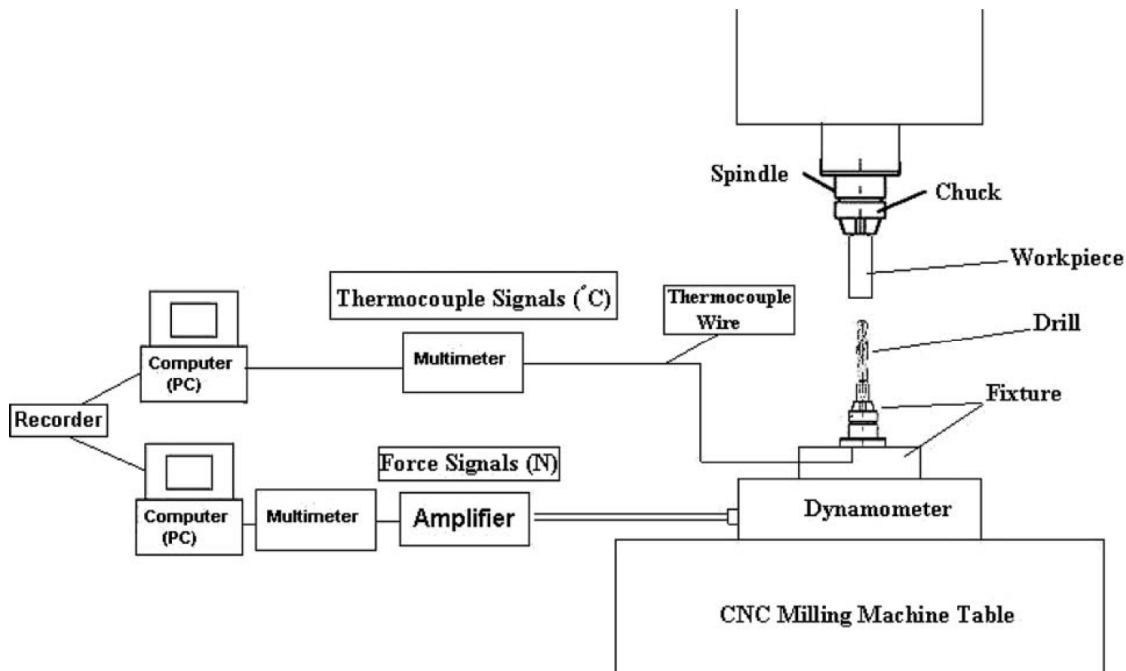 Spindle
Chuck
Workpiece
Thermocouple Signals (°C)
Thermocouple
Wire
Drill
Computer
(PC)
Multimeter
Fixture
Recorder
Force Signals (N)
Computer
(PC)
Multimeter
Amplifier
Dynamometer
CNC Milling Machine Table